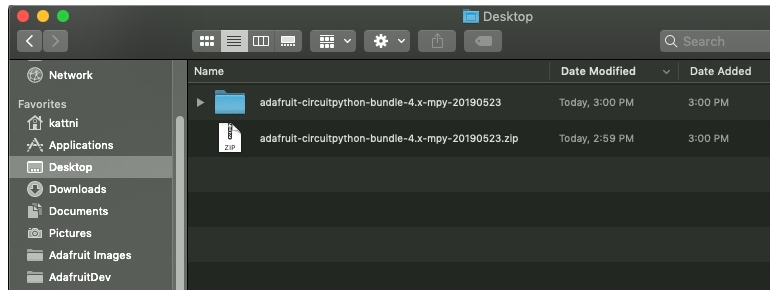 Desktop
Search
Network
Favorites
kattni
Applications
Desktop
Downloads
Documents
Pictures
Adafruit Images
AdafruitDev
Name Date Modified Date Added
adafruit-circuitpython-bundle-4.x-mpy-20190523 Today, 3:00 PM 3:00 PM
ZIP adafruit-circuitpython-bundle-4.x-mpy-20190523.zip Today, 2:59 PM 3:00 PM